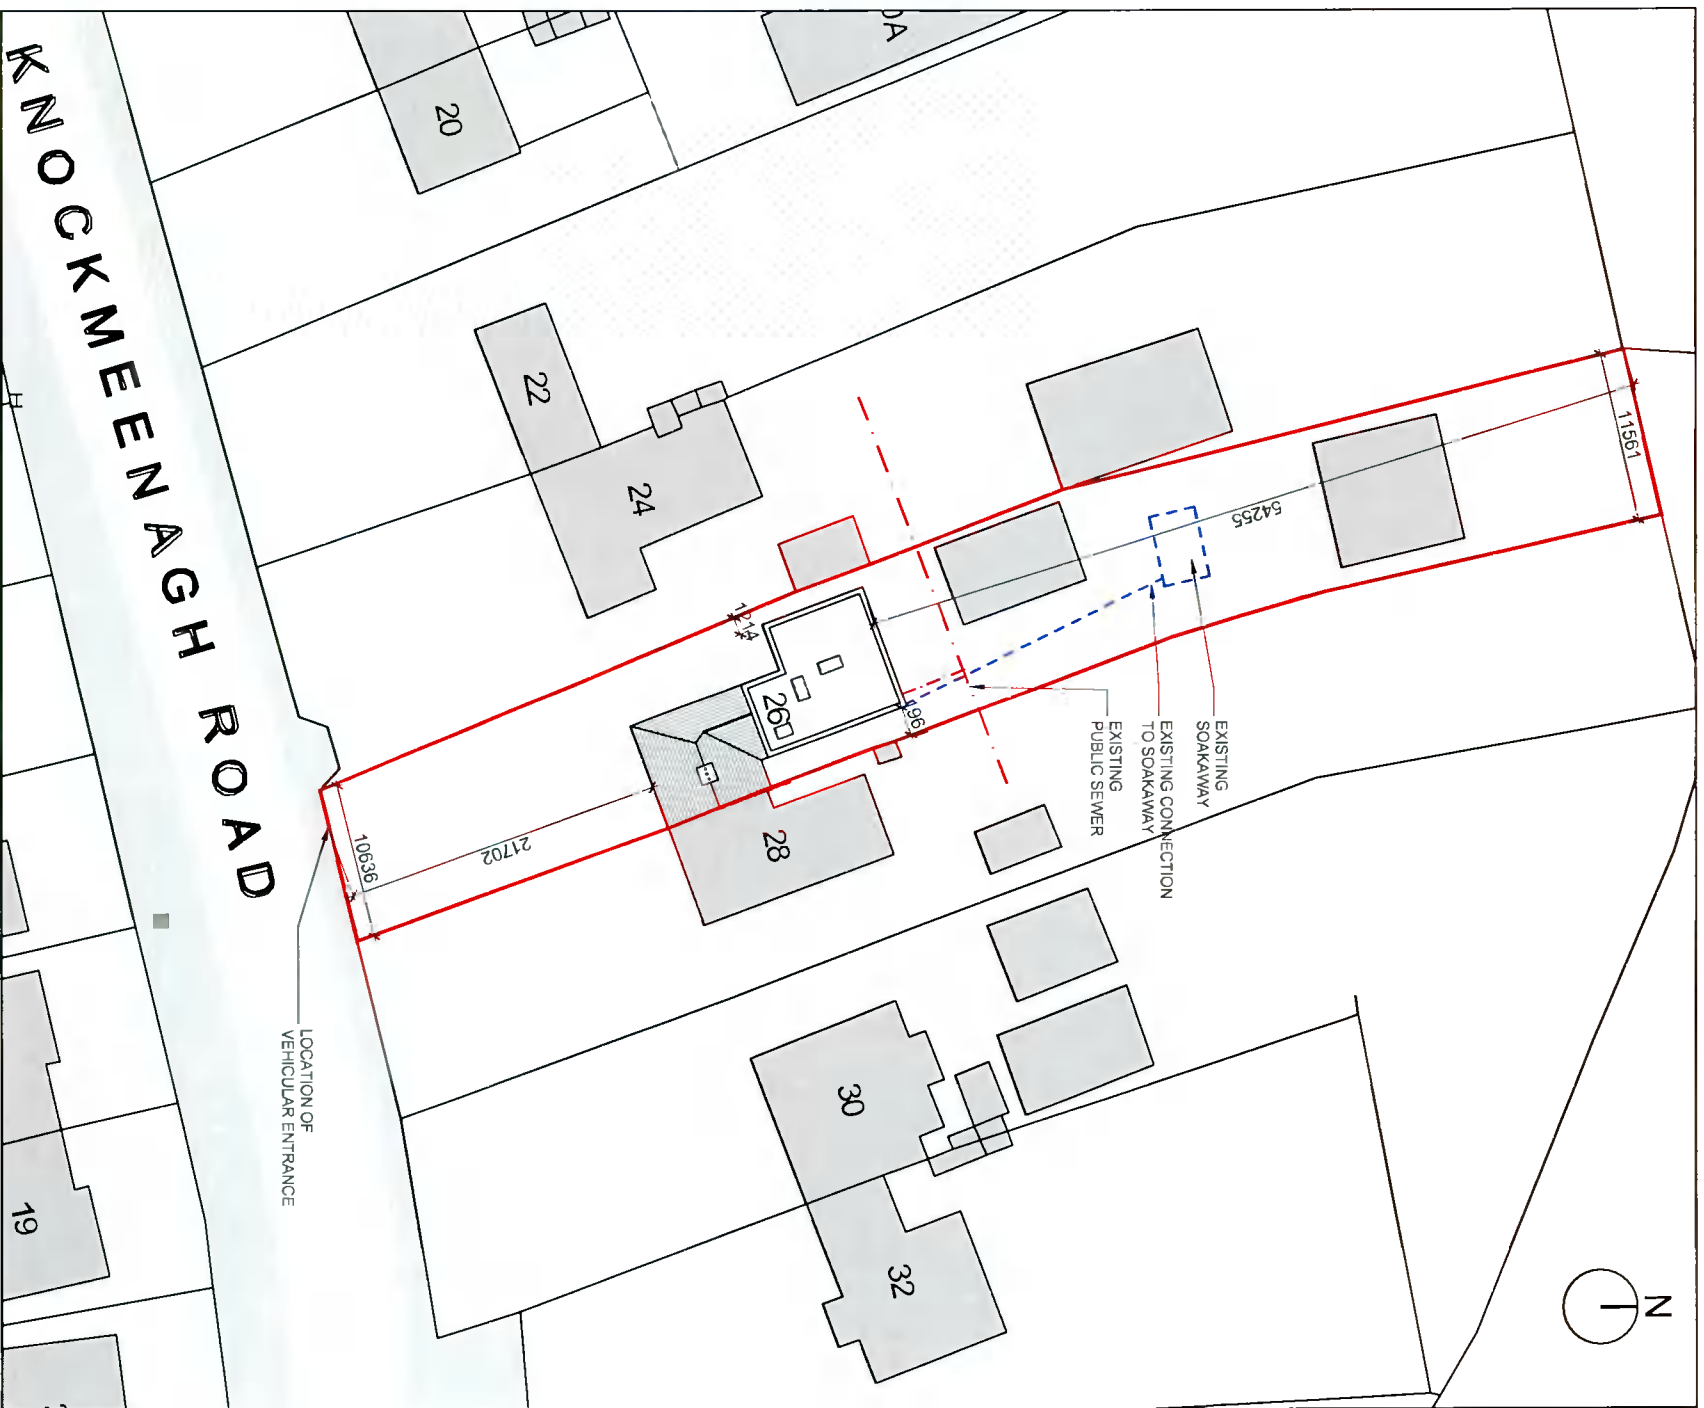 N
11561
54255
EXISTING
SOAKAWAY
EXISTING CONNECTION
TO SOAKAWAY
EXISTING
PUBLIC SEWER
20
22
24
26
28
30
32
1214
96
21702
10636
LOCATION OF
VEHICULAR ENTRANCE
KNOCKMEENAGH ROAD
19
H